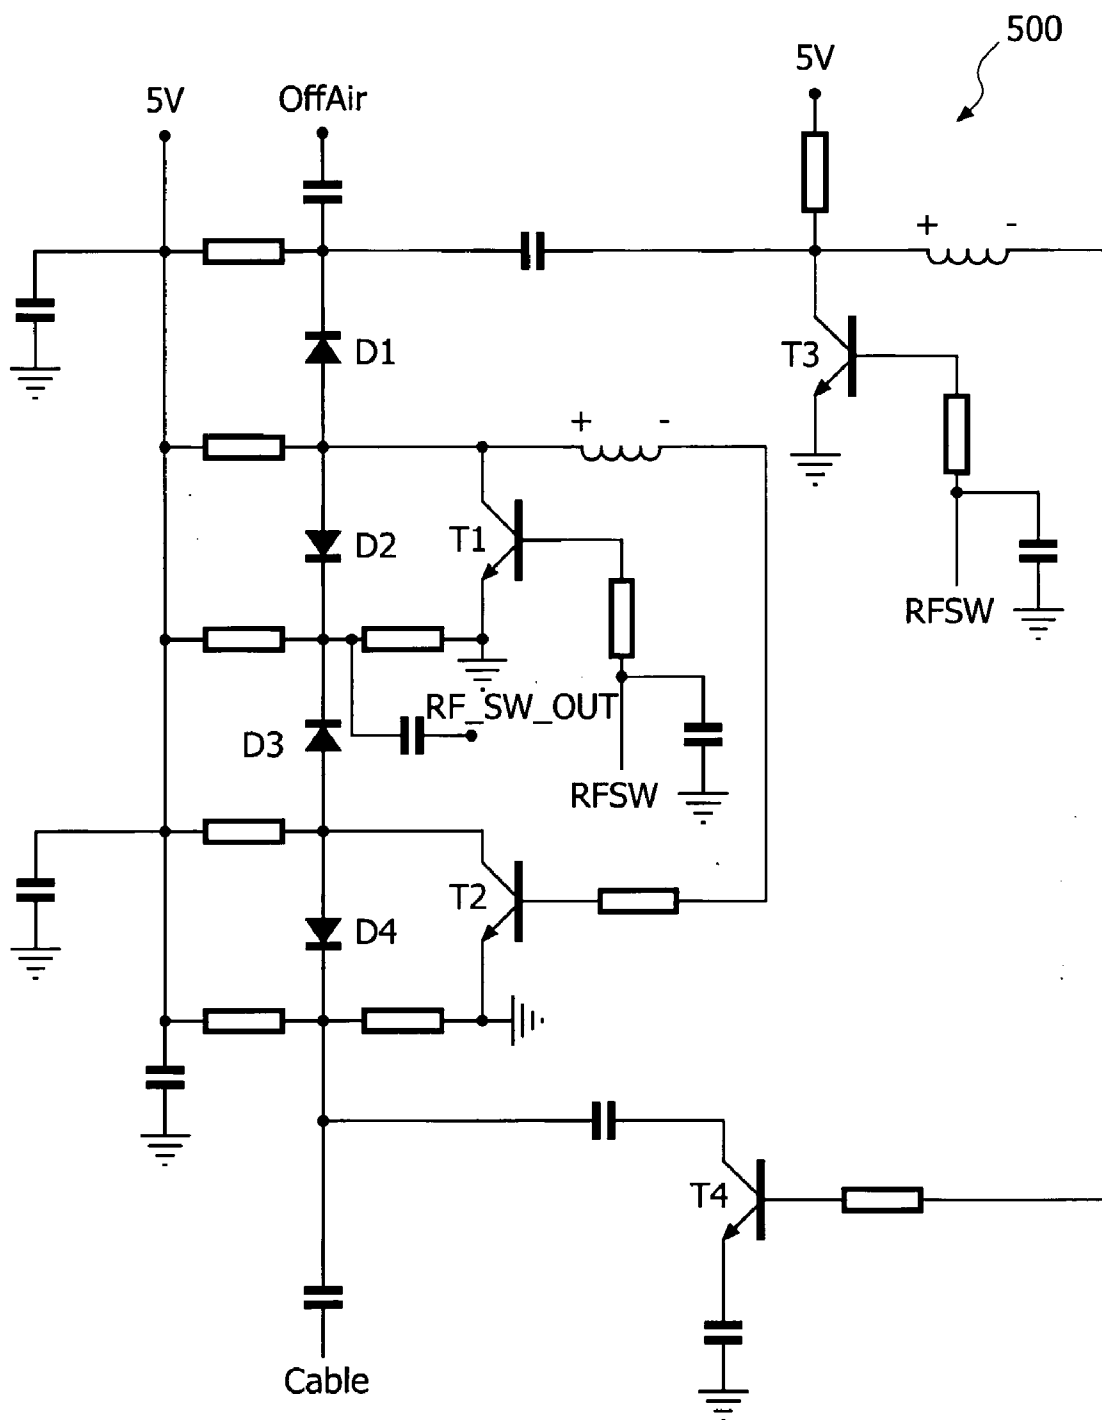 500
5V
OffAir
5V
+ -
D1
T3
+ -
D2
T1
RFSW
RF_SW_OUT
D3
RFSW
T2
D4
T4
Cable